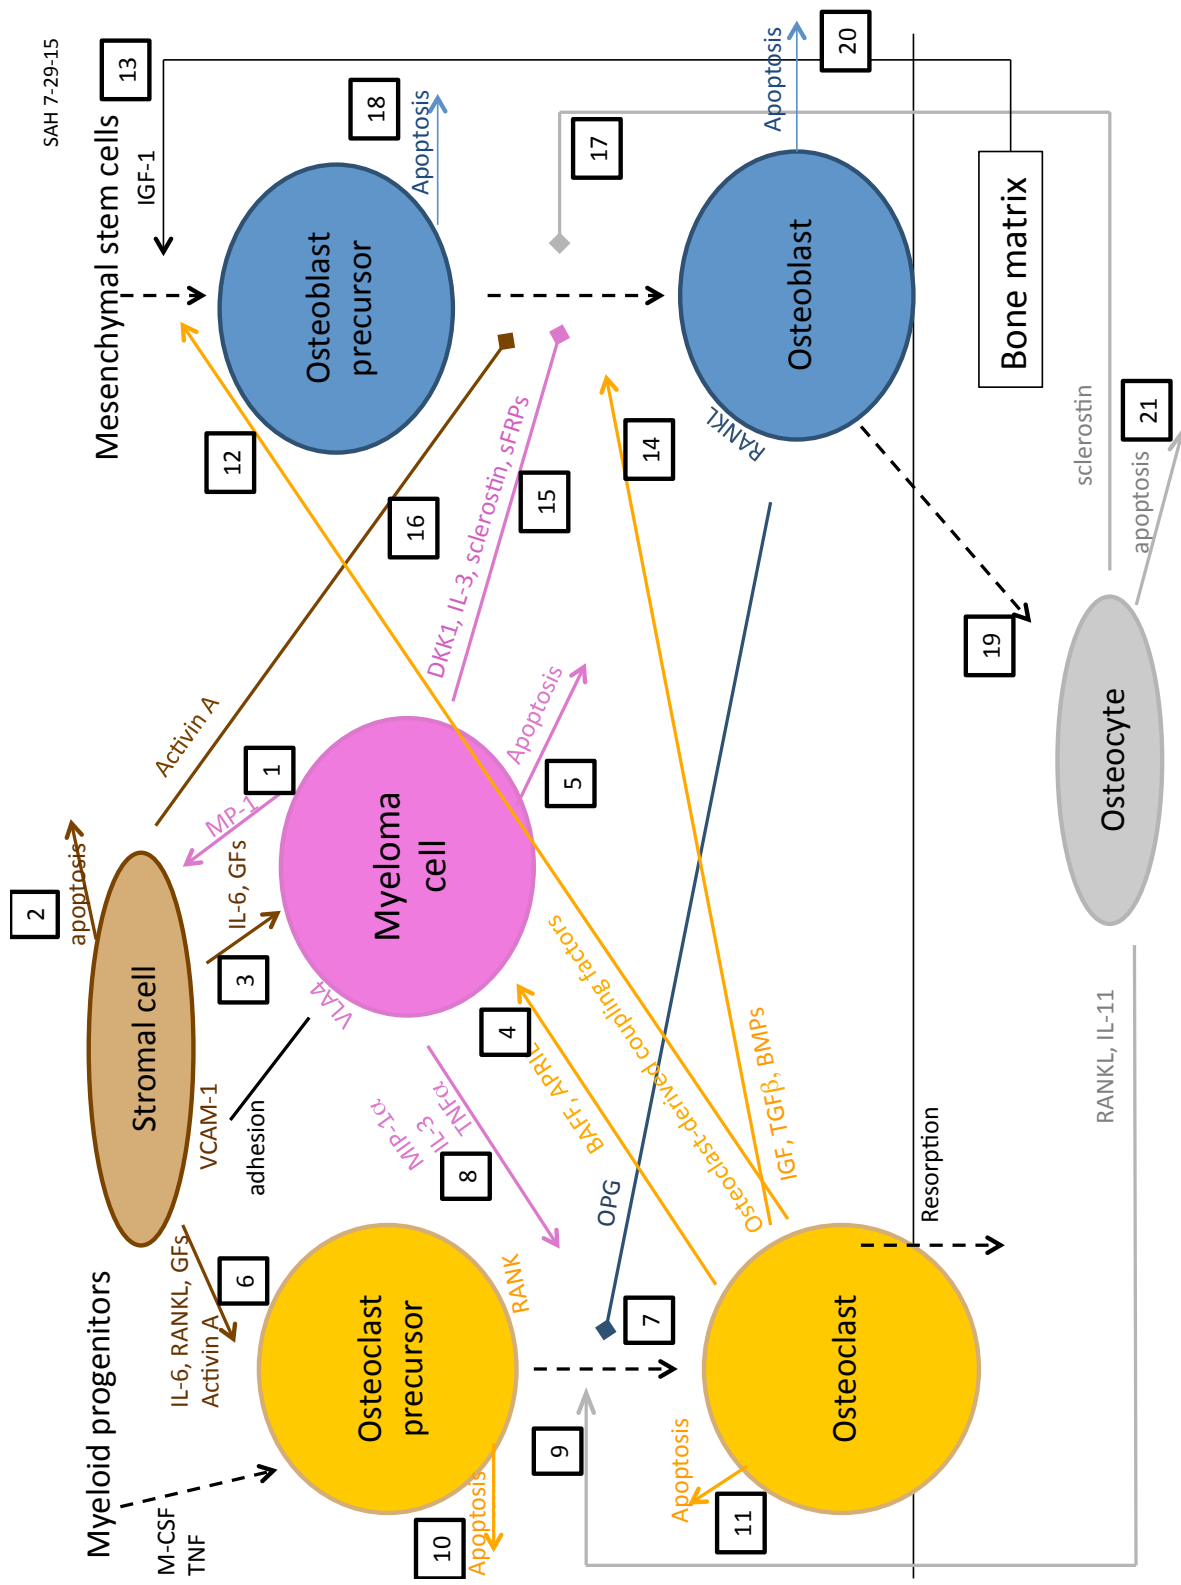 SAH 7-29-15
Myeloid progenitors
Mesenchymal stem cells
M-CSF
TNF
IL-6, RANKL, GFs
Activin A
6
Stromal cell
2
apoptosis
VCAM-1
adhesion
3
IL-6, GFs
MP-1
1
Activin A
VLA4
Myeloma
cell
IGF-1
13
12
Osteoclast
precursor
RANK
10
Apoptosis
Osteoblast
precursor
18
Apoptosis
MIP-1α
IL-3
TNFα
8
4
BAFF, APRIL
5
Apoptosis
16
DKK1, IL-3, sclerostin, sFRPs
15
17
9
7
OPG
Osteoclast-derived coupling factors
14
IGF, TGFβ, BMPs
RANKL
Apoptosis
11
Osteoclast
Osteoblast
Apoptosis
20
Resorption
Bone matrix
19
RANKL, IL-11
Osteocyte
sclerostin
apoptosis
21